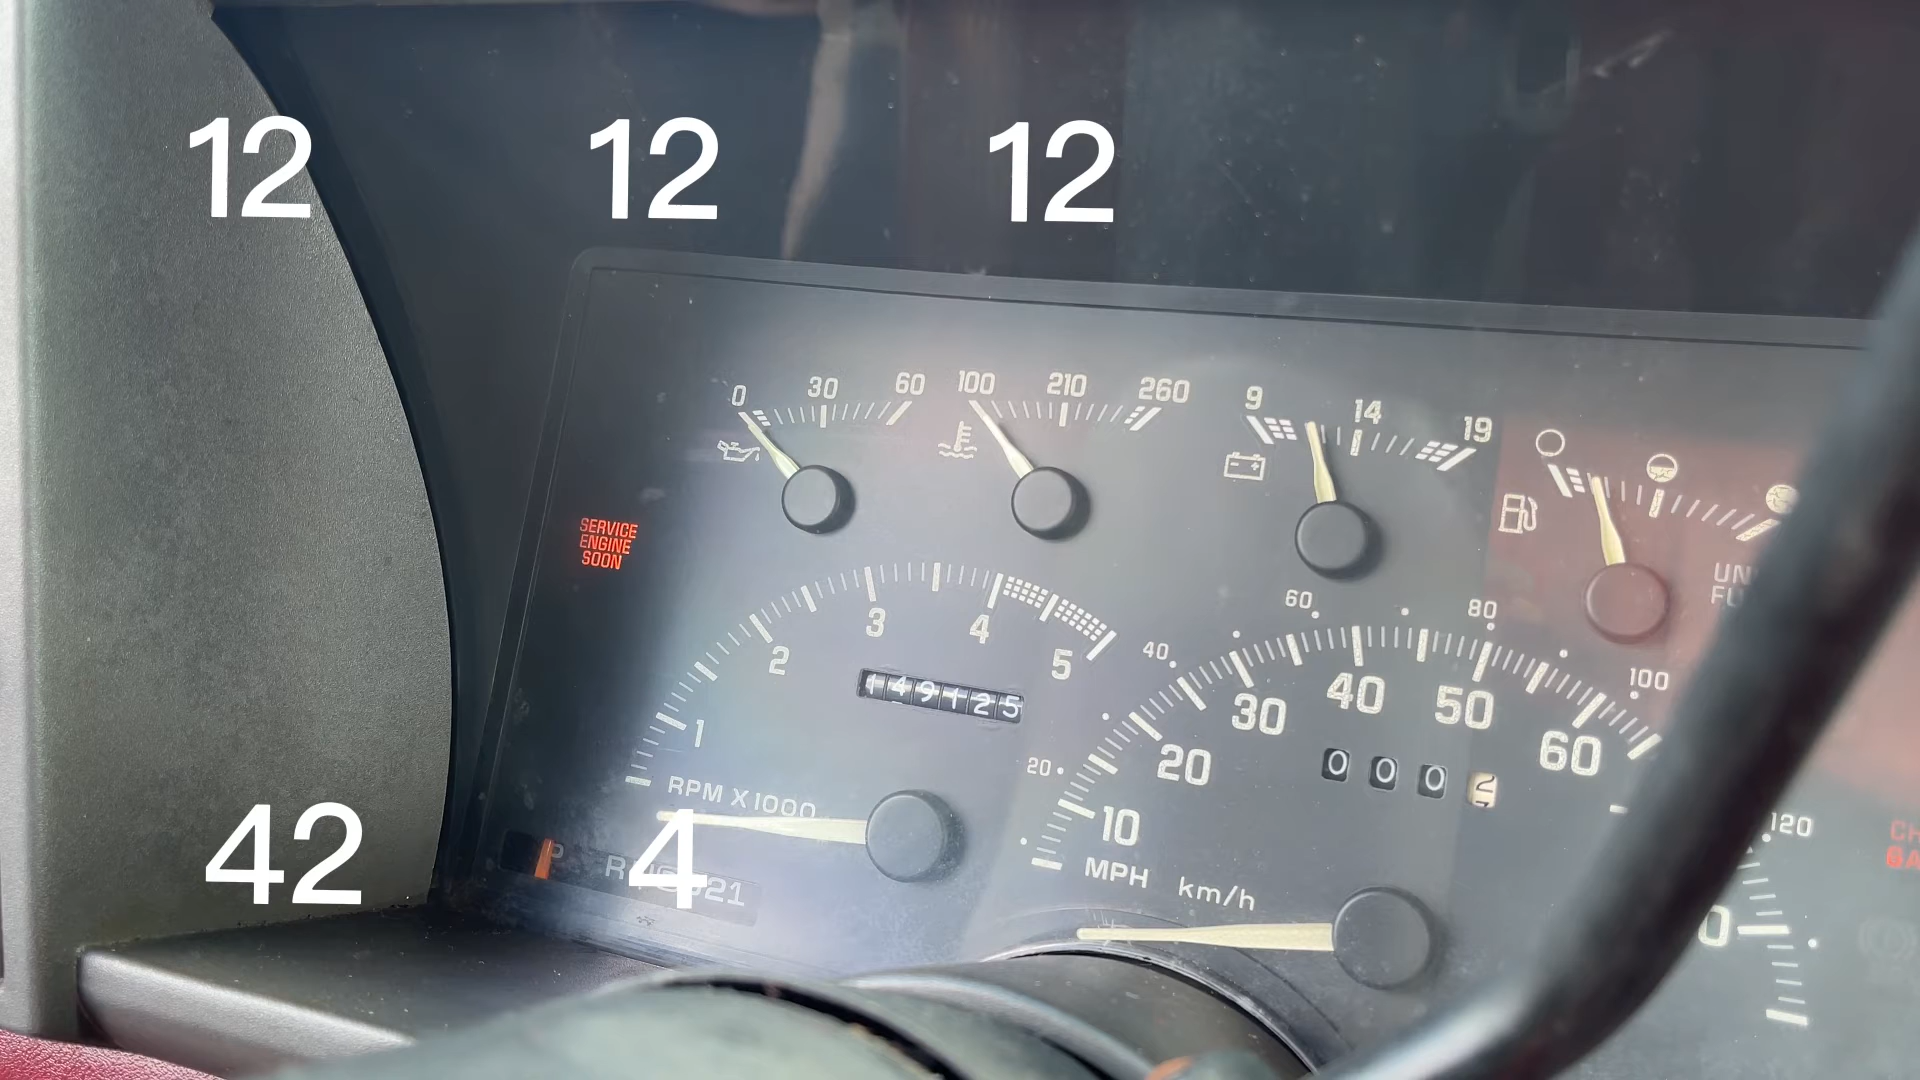 12 12 12
0 30 60 100 210 260 9 14 19
SERVICE
ENGINE
SOON
60 80
3 4
2 5 40 100
149125
30 40 50
1 20 60
20 000 2
RPM X1000
10 120
MPH km/h
42 4
P R 21